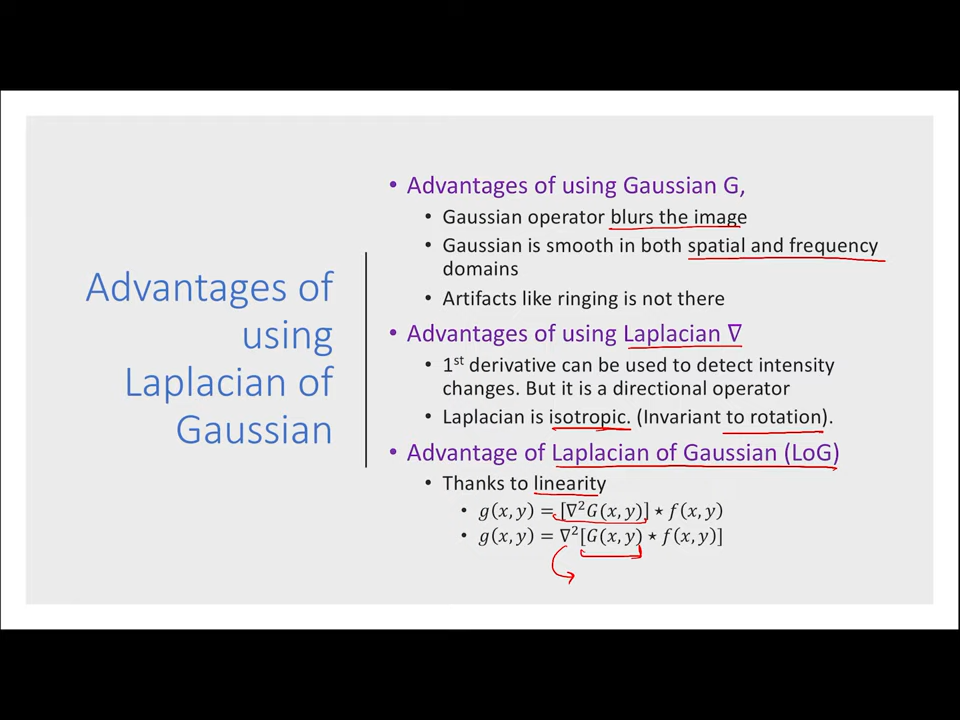 Advantages of
using
Laplacian of
Gaussian
• Advantages of using Gaussian G,
• Gaussian operator blurs the image
• Gaussian is smooth in both spatial and frequency
domains
• Artifacts like ringing is not there
• Advantages of using Laplacian ∇
• 1st derivative can be used to detect intensity
changes. But it is a directional operator
• Laplacian is isotropic. (Invariant to rotation).
• Advantage of Laplacian of Gaussian (LoG)
• Thanks to linearity
• g(x, y) = [∇²G(x, y)] ⋆ f(x, y)
• g(x, y) = ∇²[G(x, y) ⋆ f(x, y)]